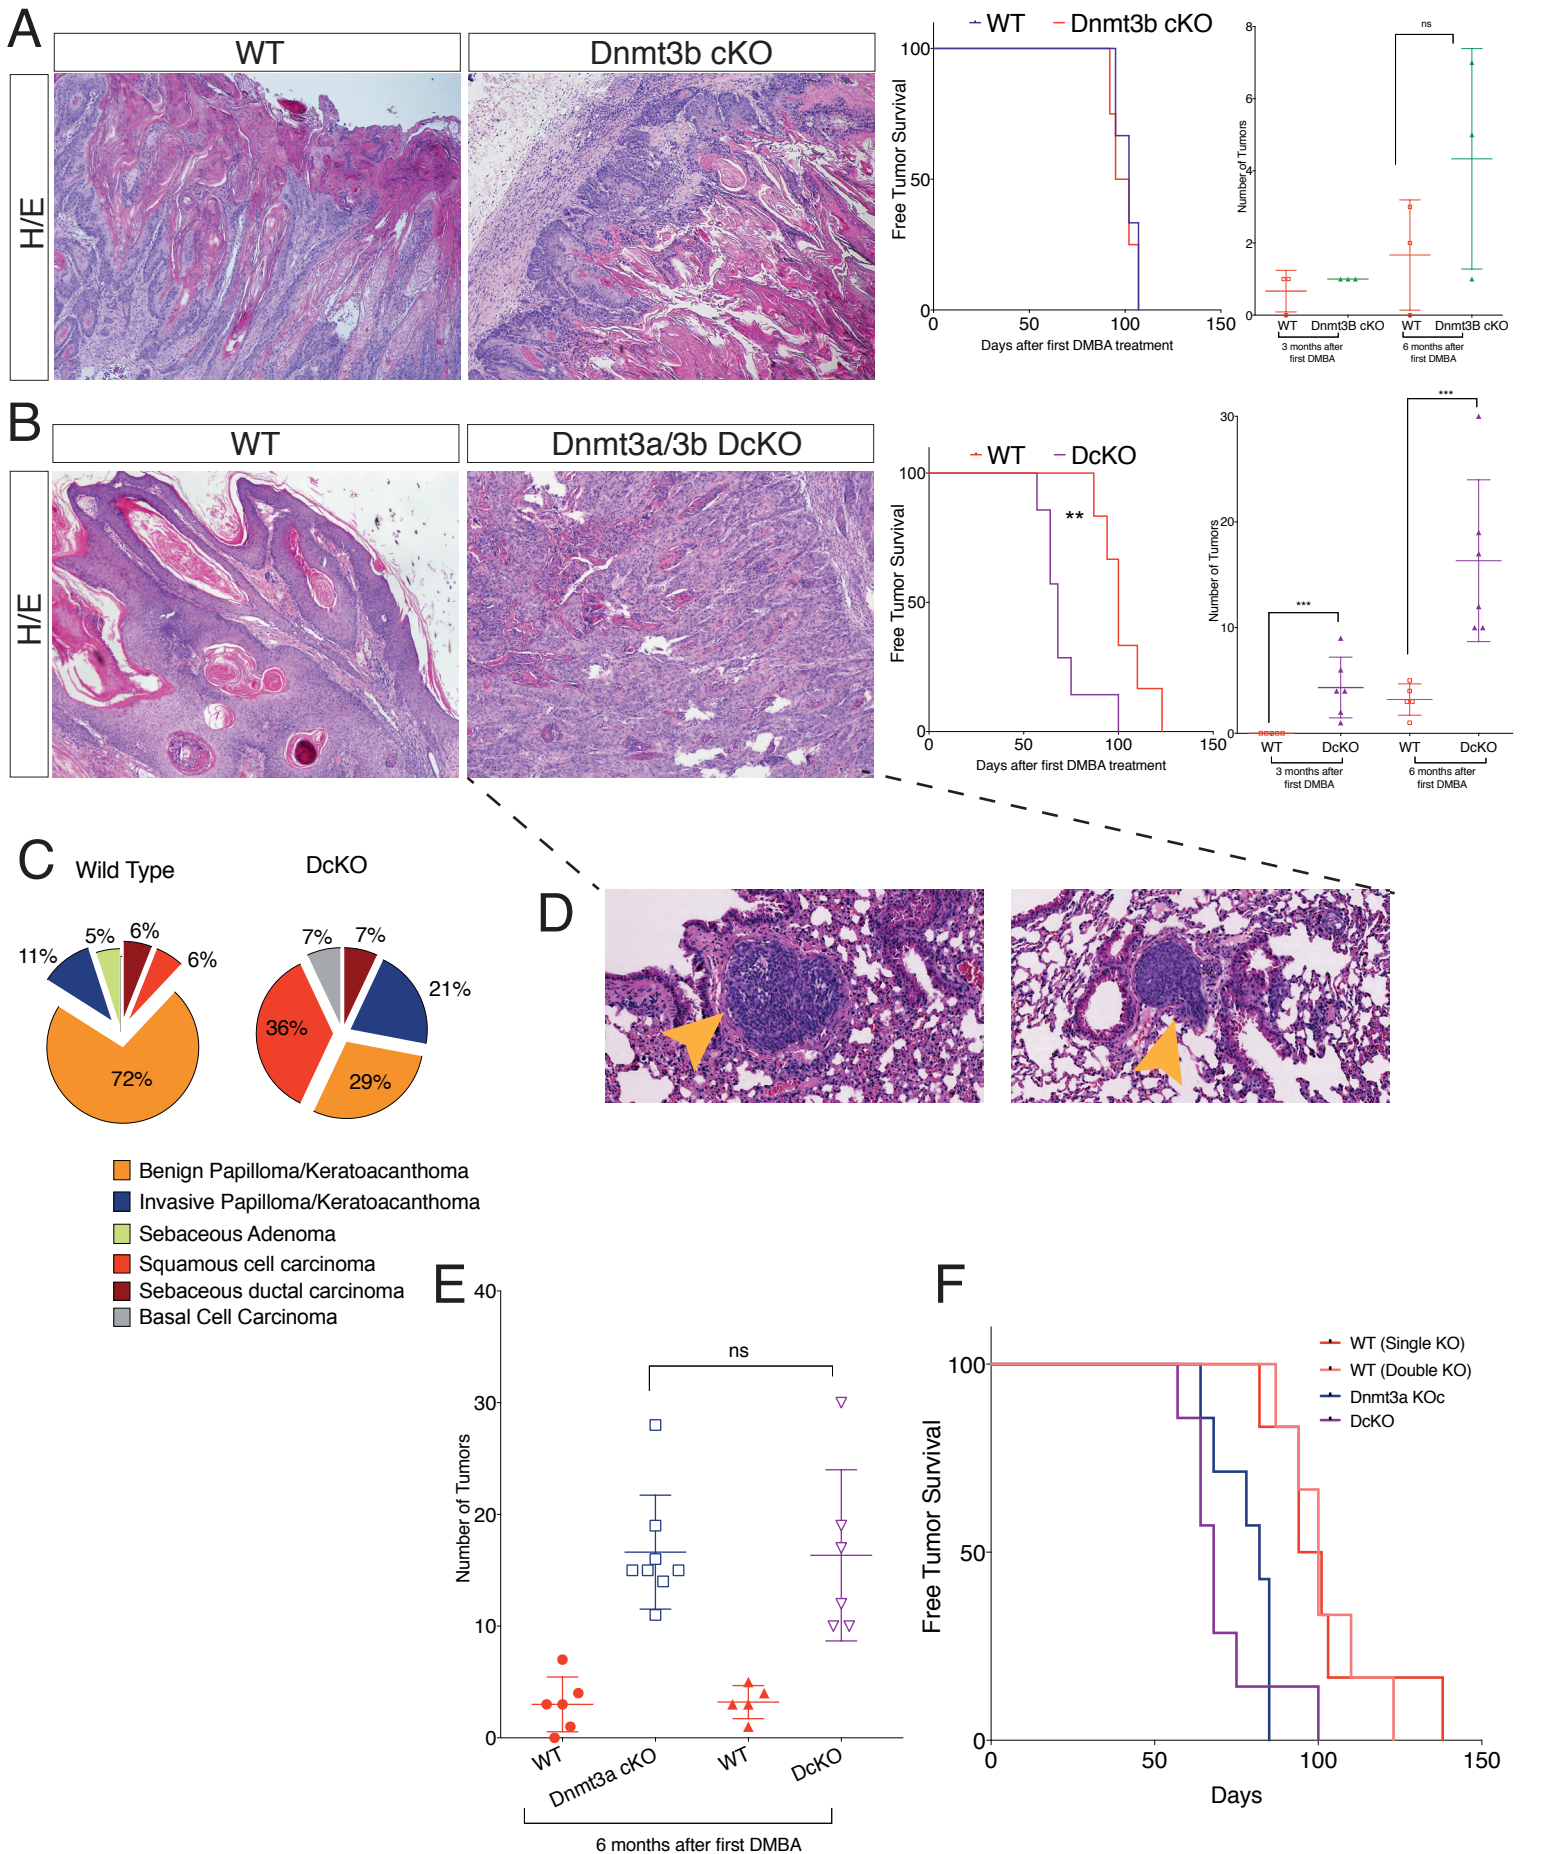 A
WT
Dnmt3b cKO
H/E
WT
Dnmt3b cKO
Free Tumor Survival
100
50
0
0
50
100
150
Days after first DMBA treatment
ns
Number of Tumors
8
6
4
2
0
WT
Dnmt3B cKO
WT
Dnmt3B cKO
3 months after
first DMBA
6 months after
first DMBA
B
WT
Dnmt3a/3b DcKO
H/E
WT
DcKO
**
Free Tumor Survival
100
50
0
0
50
100
150
Days after first DMBA treatment
***
***
Number of Tumors
30
20
10
0
WT
DcKO
WT
DcKO
3 months after
first DMBA
6 months after
first DMBA
C
Wild Type
DcKO
11%
5%
6%
6%
72%
7%
7%
21%
36%
29%
Benign Papilloma/Keratoacanthoma
Invasive Papilloma/Keratoacanthoma
Sebaceous Adenoma
Squamous cell carcinoma
Sebaceous ductal carcinoma
Basal Cell Carcinoma
D
E
ns
Number of Tumors
40
30
20
10
0
WT
Dnmt3a cKO
WT
DcKO
6 months after first DMBA
F
WT (Single KO)
WT (Double KO)
Dnmt3a KOc
DcKO
Free Tumor Survival
100
50
0
0
50
100
150
Days